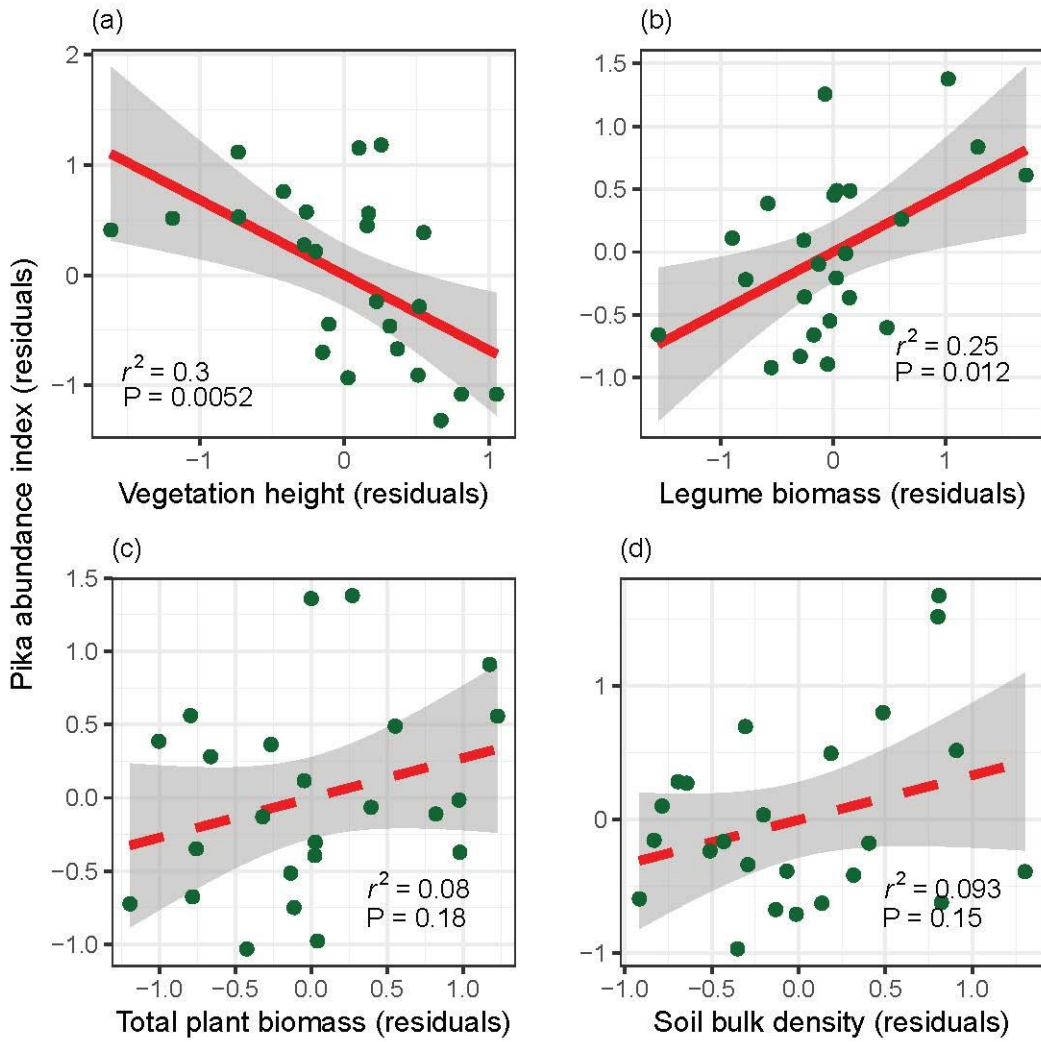 (a)
(b)
Pika abundance index (residuals)
2
1
0
−1
r² = 0.3
P = 0.0052
−1
0
1
Vegetation height (residuals)
1.5
1.0
0.5
0.0
−0.5
−1.0
r² = 0.25
P = 0.012
−1
0
1
Legume biomass (residuals)
(c)
(d)
1.5
1.0
0.5
0.0
−0.5
−1.0
r² = 0.08
P = 0.18
−1.0
−0.5
0.0
0.5
1.0
Total plant biomass (residuals)
1
0
−1
r² = 0.093
P = 0.15
−1.0
−0.5
0.0
0.5
1.0
Soil bulk density (residuals)